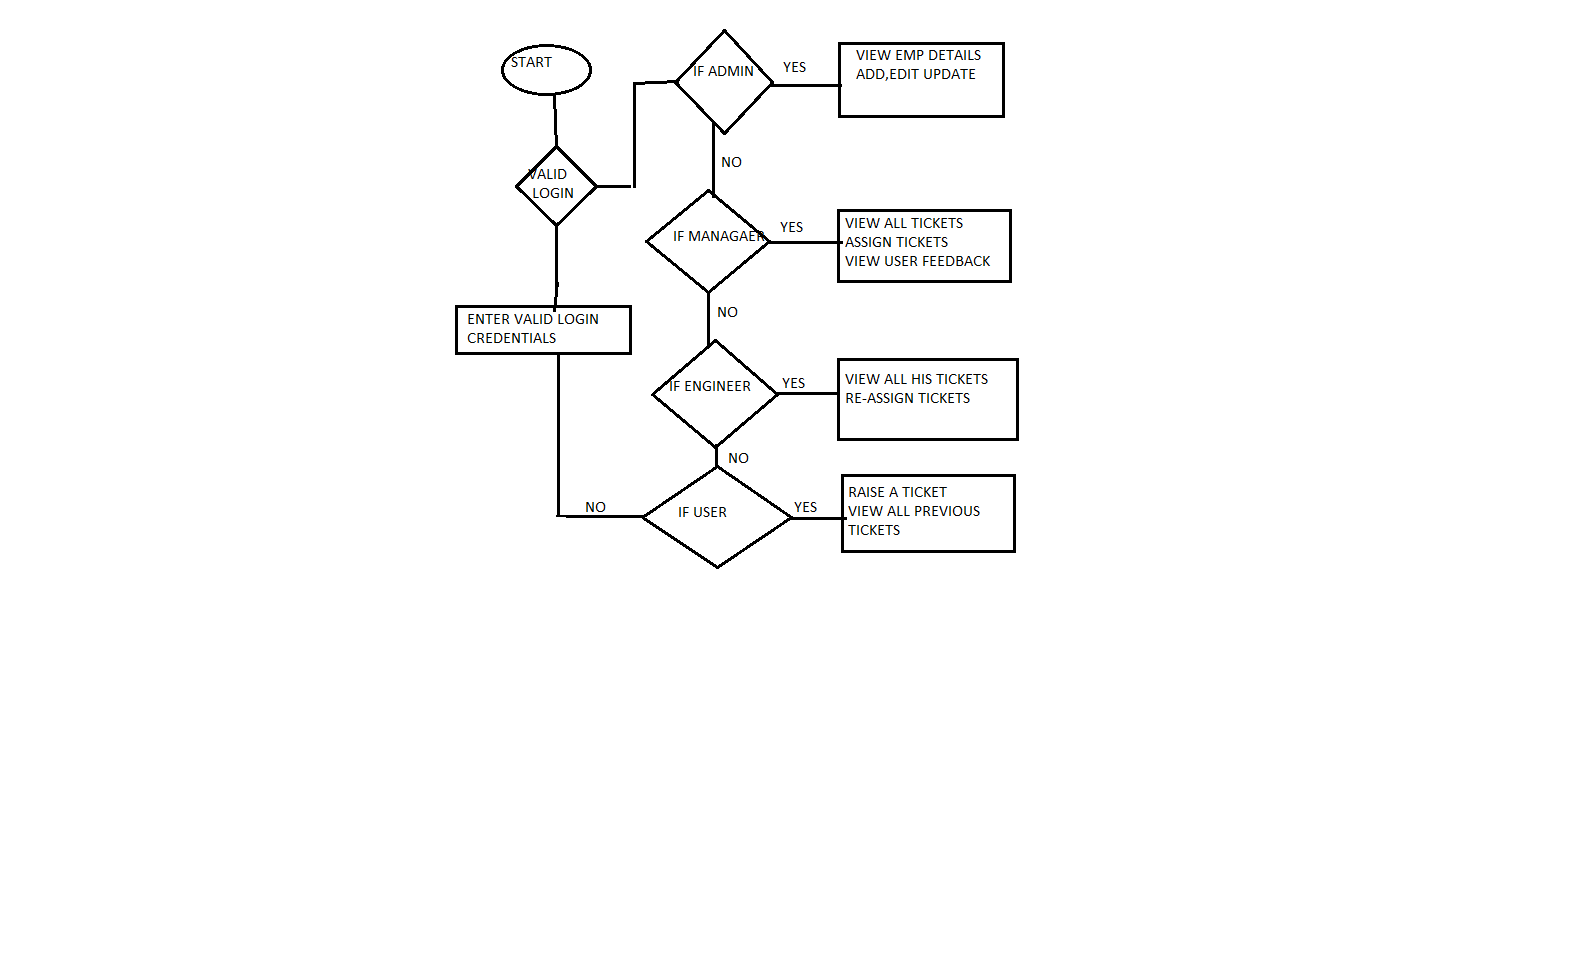 START
VALID
LOGIN
ENTER VALID LOGIN
CREDENTIALS
IF ADMIN
YES
VIEW EMP DETAILS
ADD,EDIT UPDATE
NO
IF MANAGAER
YES
VIEW ALL TICKETS
ASSIGN TICKETS
VIEW USER FEEDBACK
NO
IF ENGINEER
YES
VIEW ALL HIS TICKETS
RE-ASSIGN TICKETS
NO
IF USER
NO
YES
RAISE A TICKET
VIEW ALL PREVIOUS
TICKETS